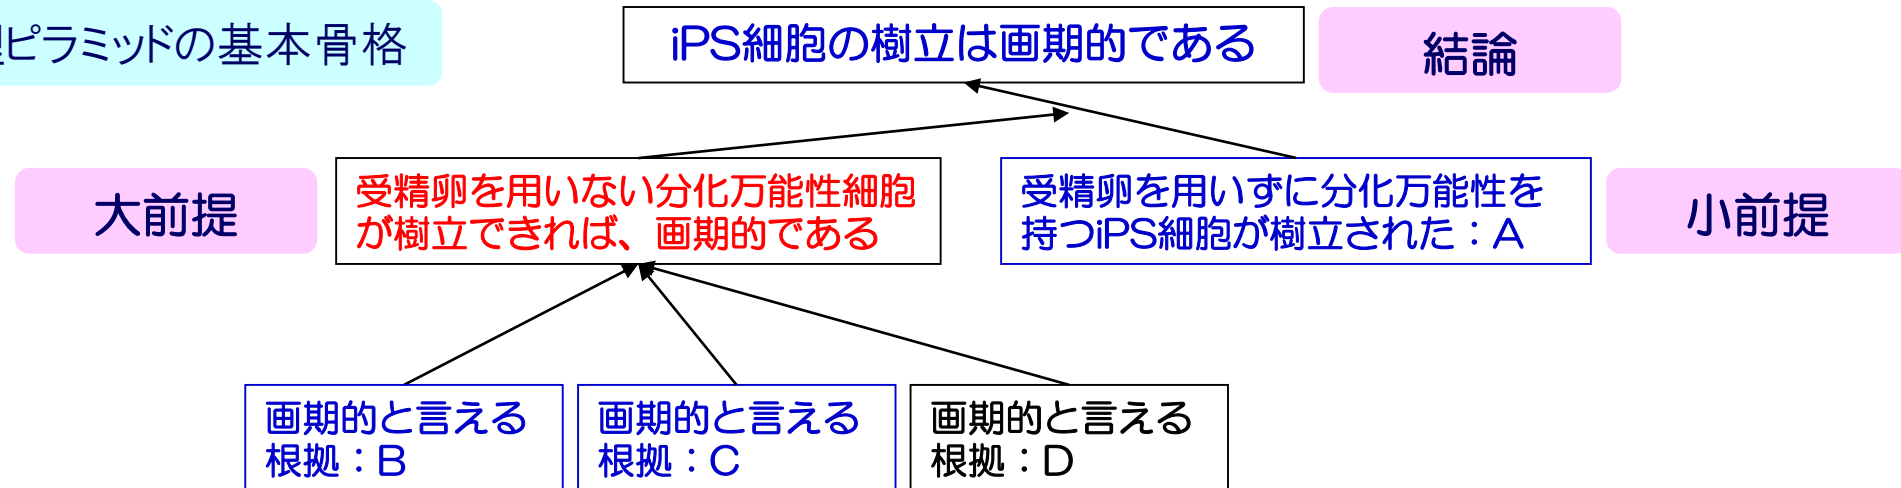 ピラミッドの基本骨格
iPS細胞の樹立は画期的である
結論
大前提
受精卵を用いない分化万能性細胞
が樹立できれば、画期的である
受精卵を用いずに分化万能性を
持つiPS細胞が樹立された：A
小前提
画期的と言える
根拠：B
画期的と言える
根拠：C
画期的と言える
根拠：D